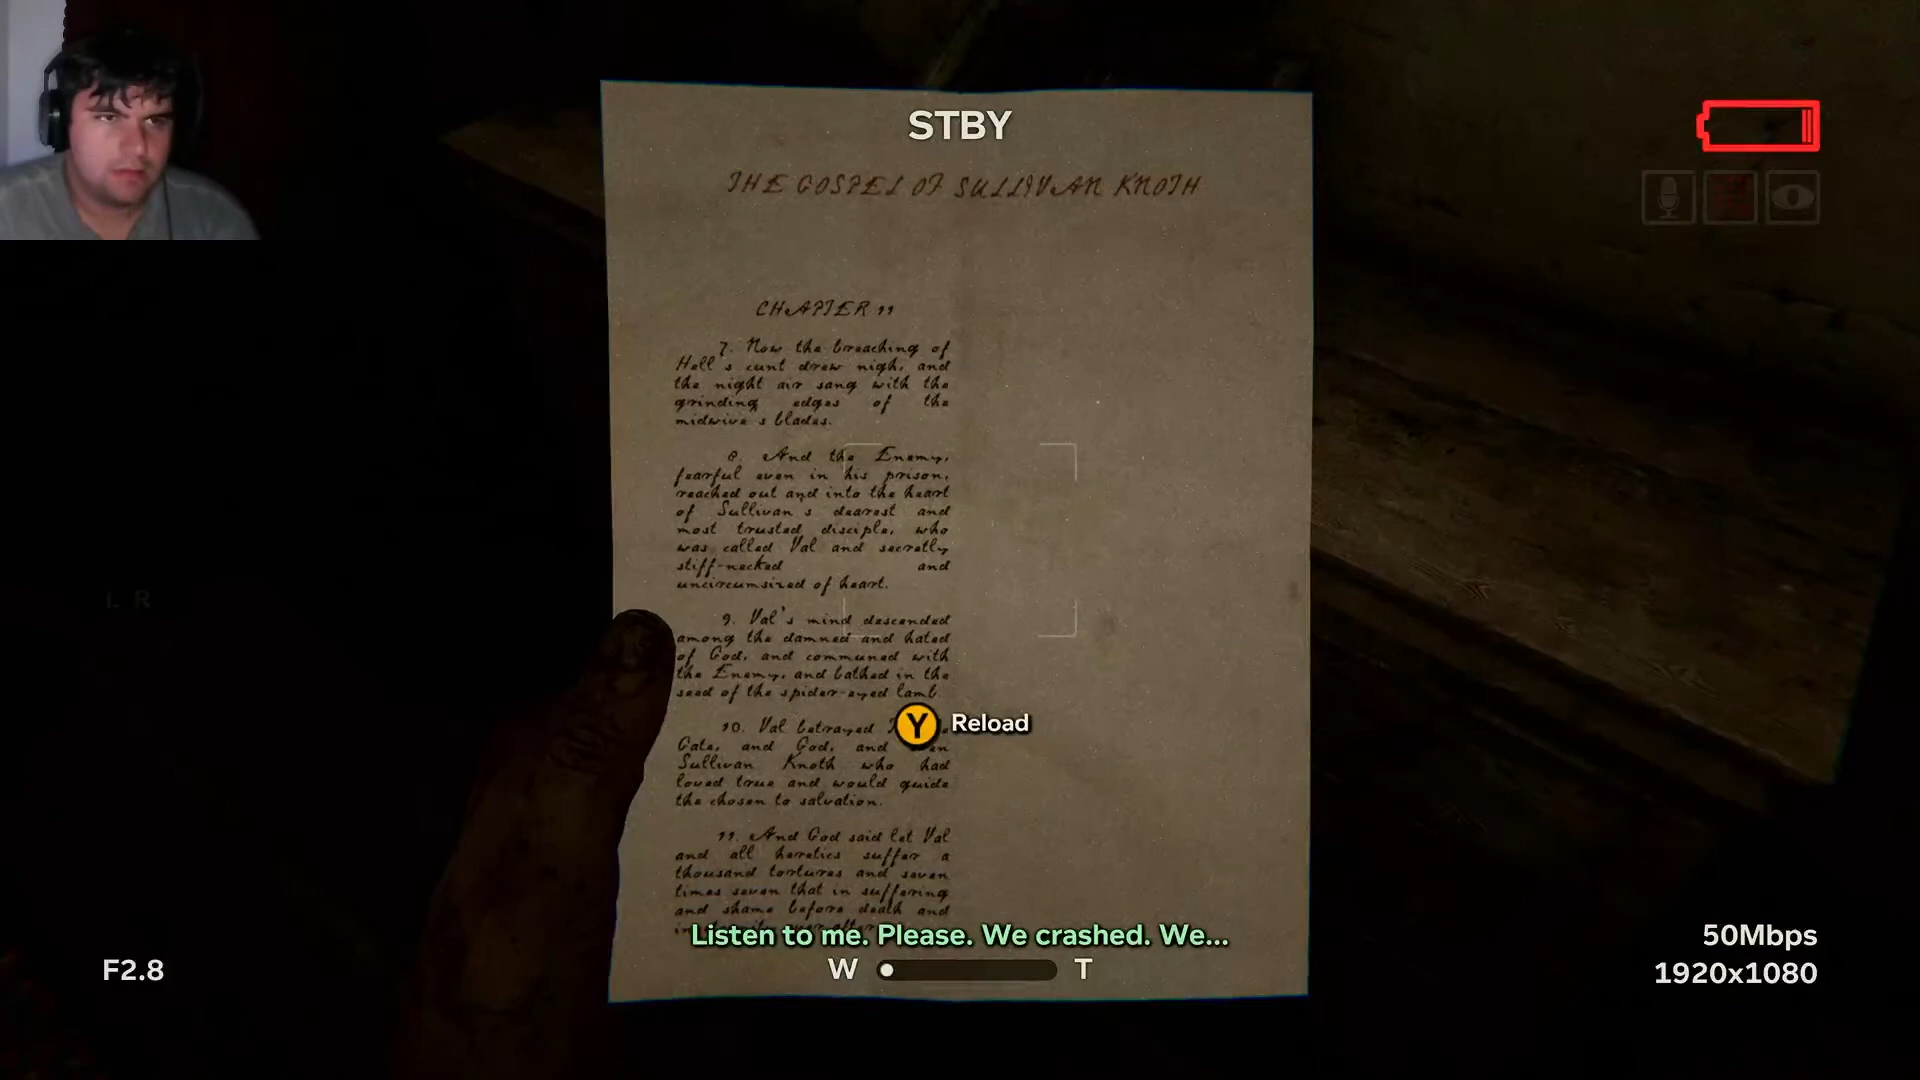 STBY
THE GOSPEL OF SULLIVAN KNOTH
CHAPTER 11
7. Now the breaching of
Hell s cunt drew nigh, and
the night air sang with the
grinding edges of the
midwive s blades.
8. And the Enemy,
fearful even in his prison,
reached out and into the heart
of Sullivan s dearest and
most trusted disciple, who
was called Val and secretly
stiff-necked and
uncircumsized of heart.
9. Val's mind descended
among the damned and hated
of God, and communed with
the Enemy, and bathed in the
seed of the spider-eyed lamb.
L R
10. Val betrayed
Y Reload
Gate, and God, and
Sullivan Knoth who had
loved true and would guide
the chosen to salvation.
11. And God said let Val
and all heretics suffer a
thousand tortures and seven
times seven that in suffering
and shame before death and
Listen to me. Please. We crashed. We...
W T
F2.8
50Mbps
1920x1080